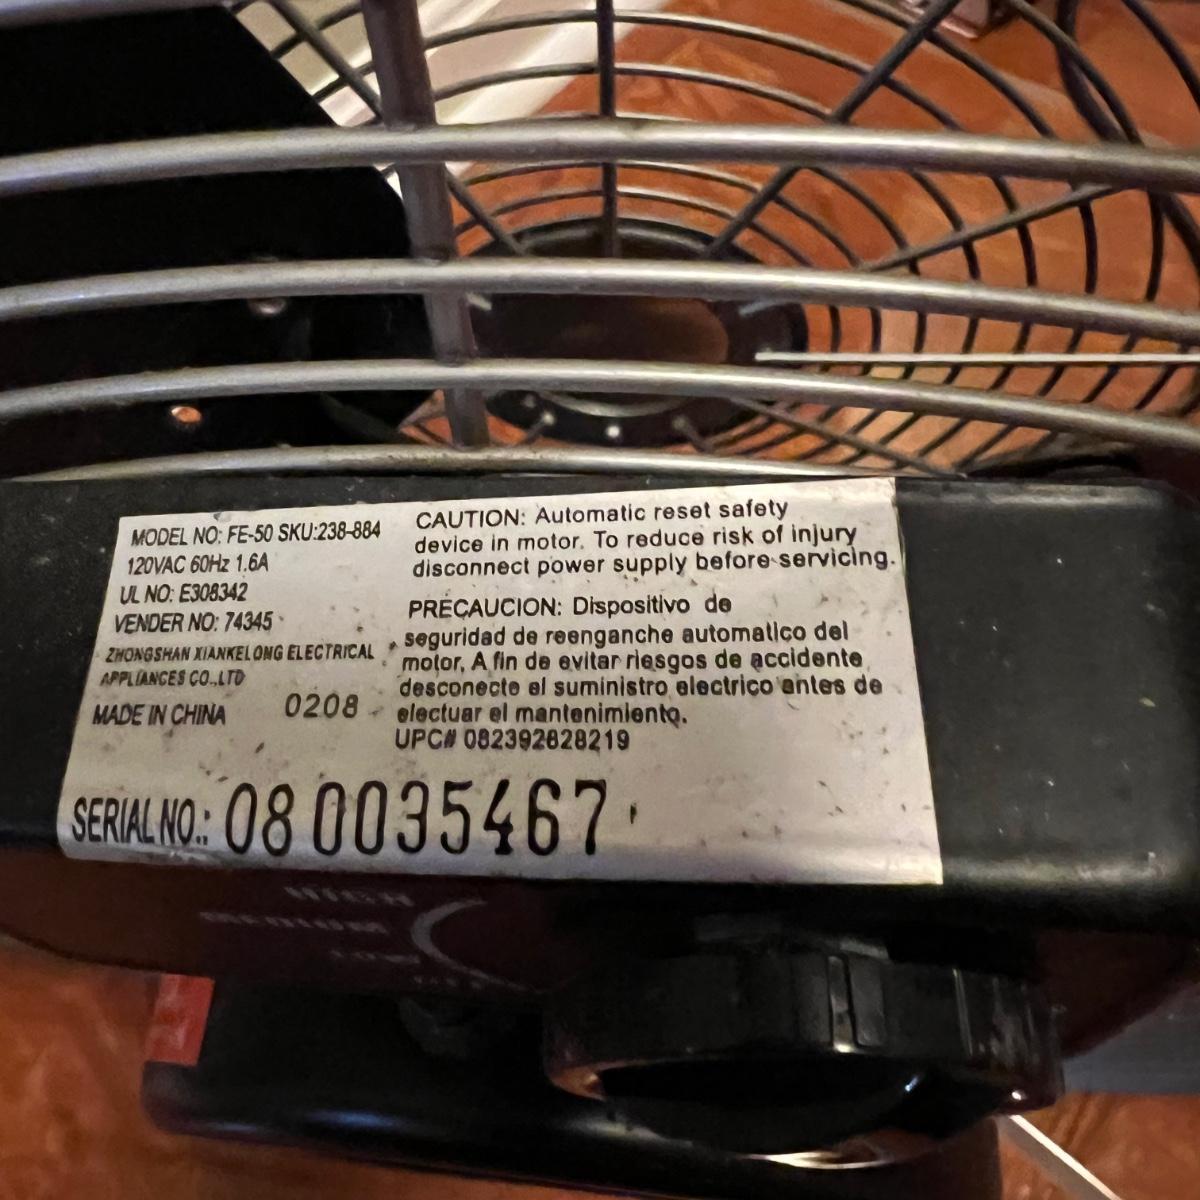 MODEL NO: FE-50 SKU:238-884
120VAC 60Hz 1.6A
UL NO: E308342
VENDER NO: 74345
ZHONGSHAN XIANKELONG ELECTRICAL
APPLIANCES CO.,LTD
MADE IN CHINA 0208
CAUTION: Automatic reset safety
device in motor. To reduce risk of injury
disconnect power supply before servicing.
PRECAUCION: Dispositivo de
seguridad de reenganche automatico del
motor, A fin de evitar riesgos de accidente
desconecte el suministro electrico antes de
electuar el mantenimiento.
UPC# 082392828219
SERIAL NO.: 08 0035467
HIGH
MEDIUM
LOW